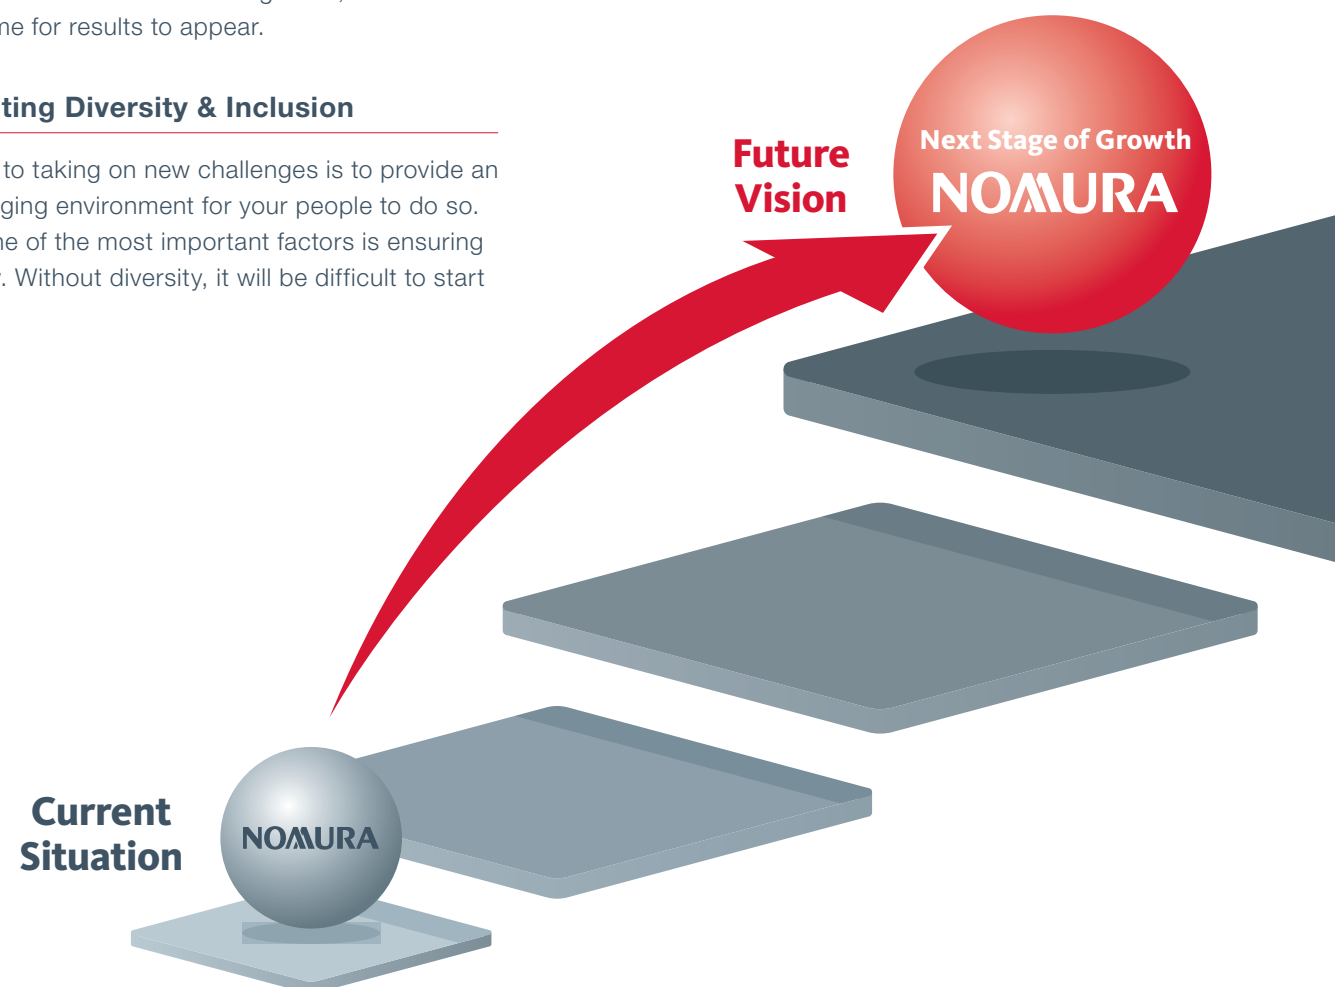 me for results to appear.
ting Diversity & Inclusion
to taking on new challenges is to provide an
ging environment for your people to do so.
ne of the most important factors is ensuring
. Without diversity, it will be difficult to start
Future
Vision
Next Stage of Growth
NOMURA
Current
Situation
NOMURA